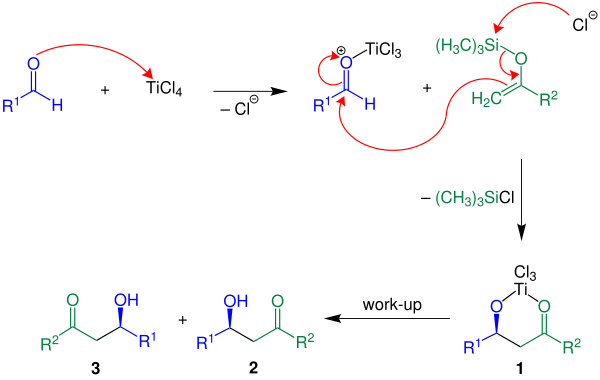 O R¹ H + TiCl₄
– Cl⊖
⊕ O TiCl₃ R¹ H
+
(H₃C)₃Si O H₂C R²
Cl⊖
– (CH₃)₃SiCl
Cl₃
Ti
O O
R¹ R²
1
work-up
O OH R² R¹
3
+
OH O R¹ R²
2